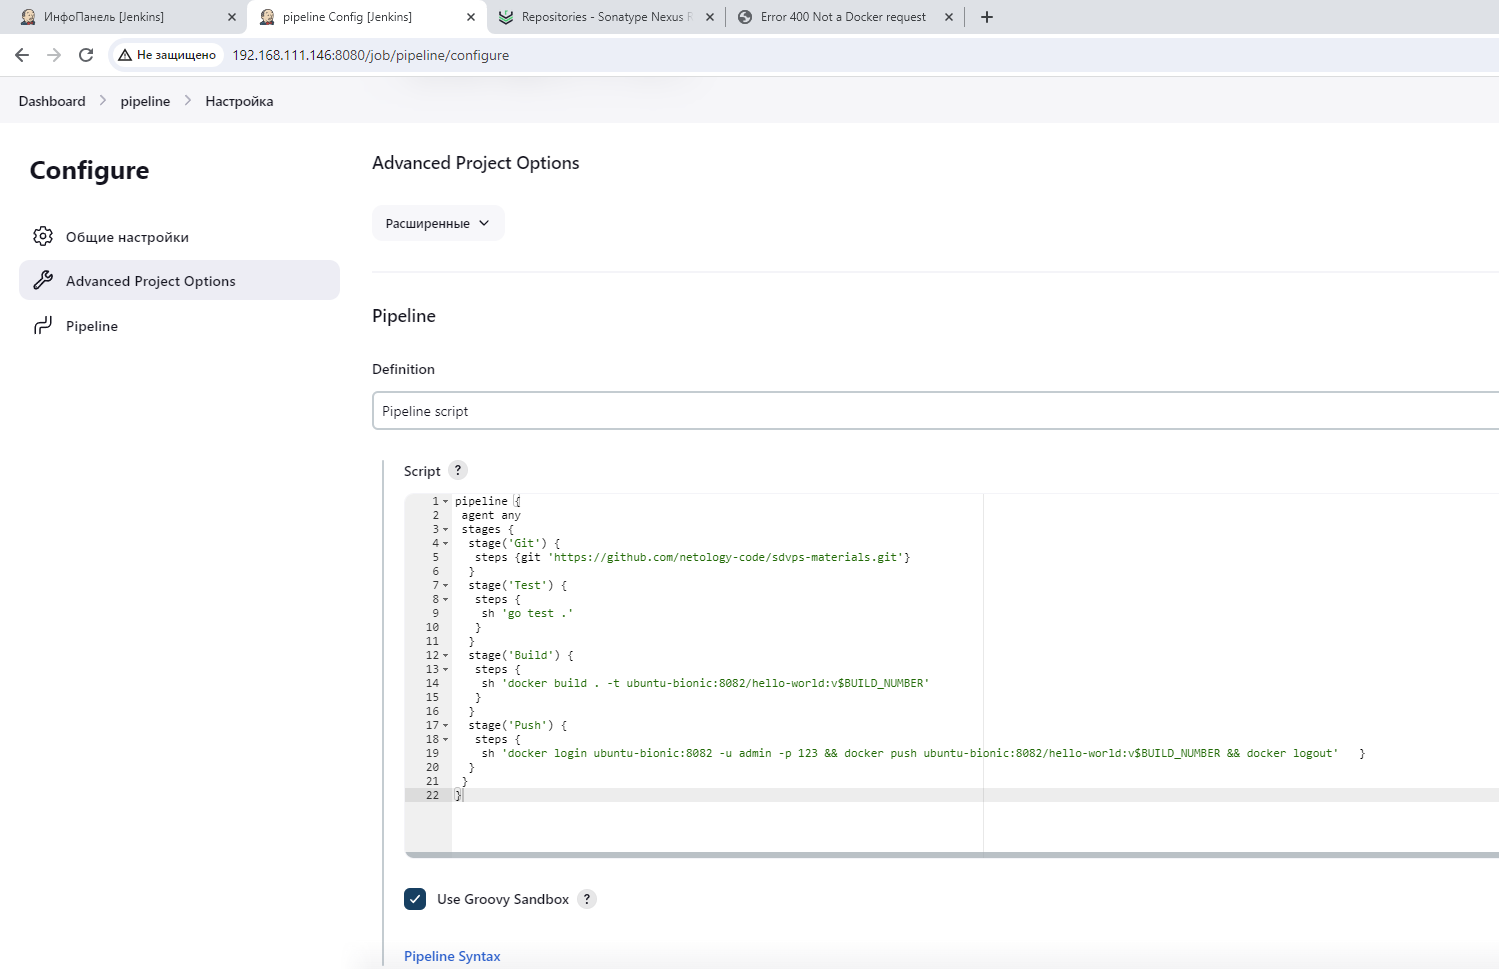 ИнфоПанель [Jenkins]
pipeline Config [Jenkins]
Repositories - Sonatype Nexus R
Error 400 Not a Docker request
Не защищено
192.168.111.146:8080/job/pipeline/configure
Dashboard
pipeline
Настройка
Configure
Общие настройки
Advanced Project Options
Pipeline
Advanced Project Options
Расширенные
Pipeline
Definition
Pipeline script
Script ?
1 pipeline {
2 agent any
3 stages {
4 stage('Git') {
5 steps {git 'https://github.com/netology-code/sdvps-materials.git'}
6 }
7 stage('Test') {
8 steps {
9 sh 'go test .'
10 }
11 }
12 stage('Build') {
13 steps {
14 sh 'docker build . -t ubuntu-bionic:8082/hello-world:v$BUILD_NUMBER'
15 }
16 }
17 stage('Push') {
18 steps {
19 sh 'docker login ubuntu-bionic:8082 -u admin -p 123 && docker push ubuntu-bionic:8082/hello-world:v$BUILD_NUMBER && docker logout' }
20 }
21 }
22 }
Use Groovy Sandbox ?
Pipeline Syntax